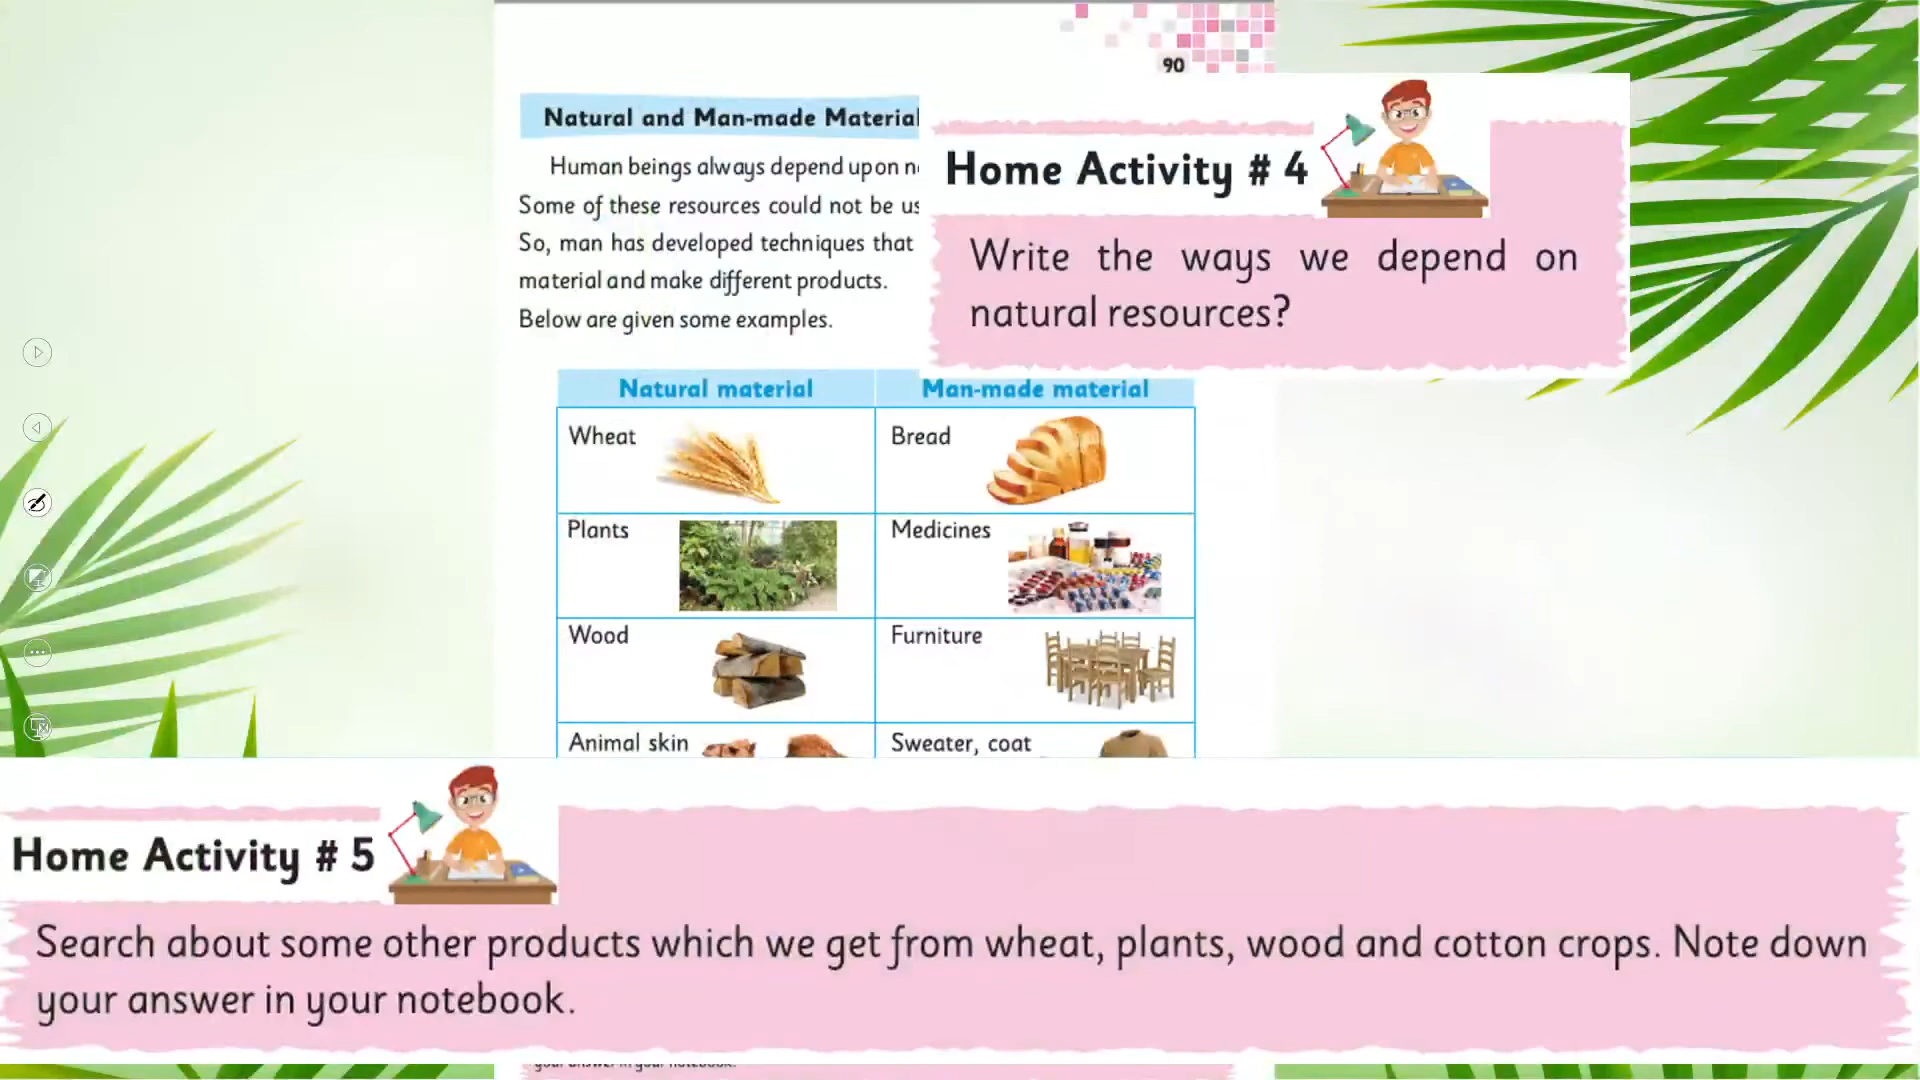 90
Natural and Man-made Material
Human beings always depend upon
Some of these resources could not be
So, man has developed techniques that
material and make different products.
Below are given some examples.
Home Activity # 4
Write the ways we depend on
natural resources?
Natural material Man-made material
Wheat Bread
Plants Medicines
Wood Furniture
Animal skin Sweater, coat
Home Activity # 5
Search about some other products which we get from wheat, plants, wood and cotton crops. Note down
your answer in your notebook.